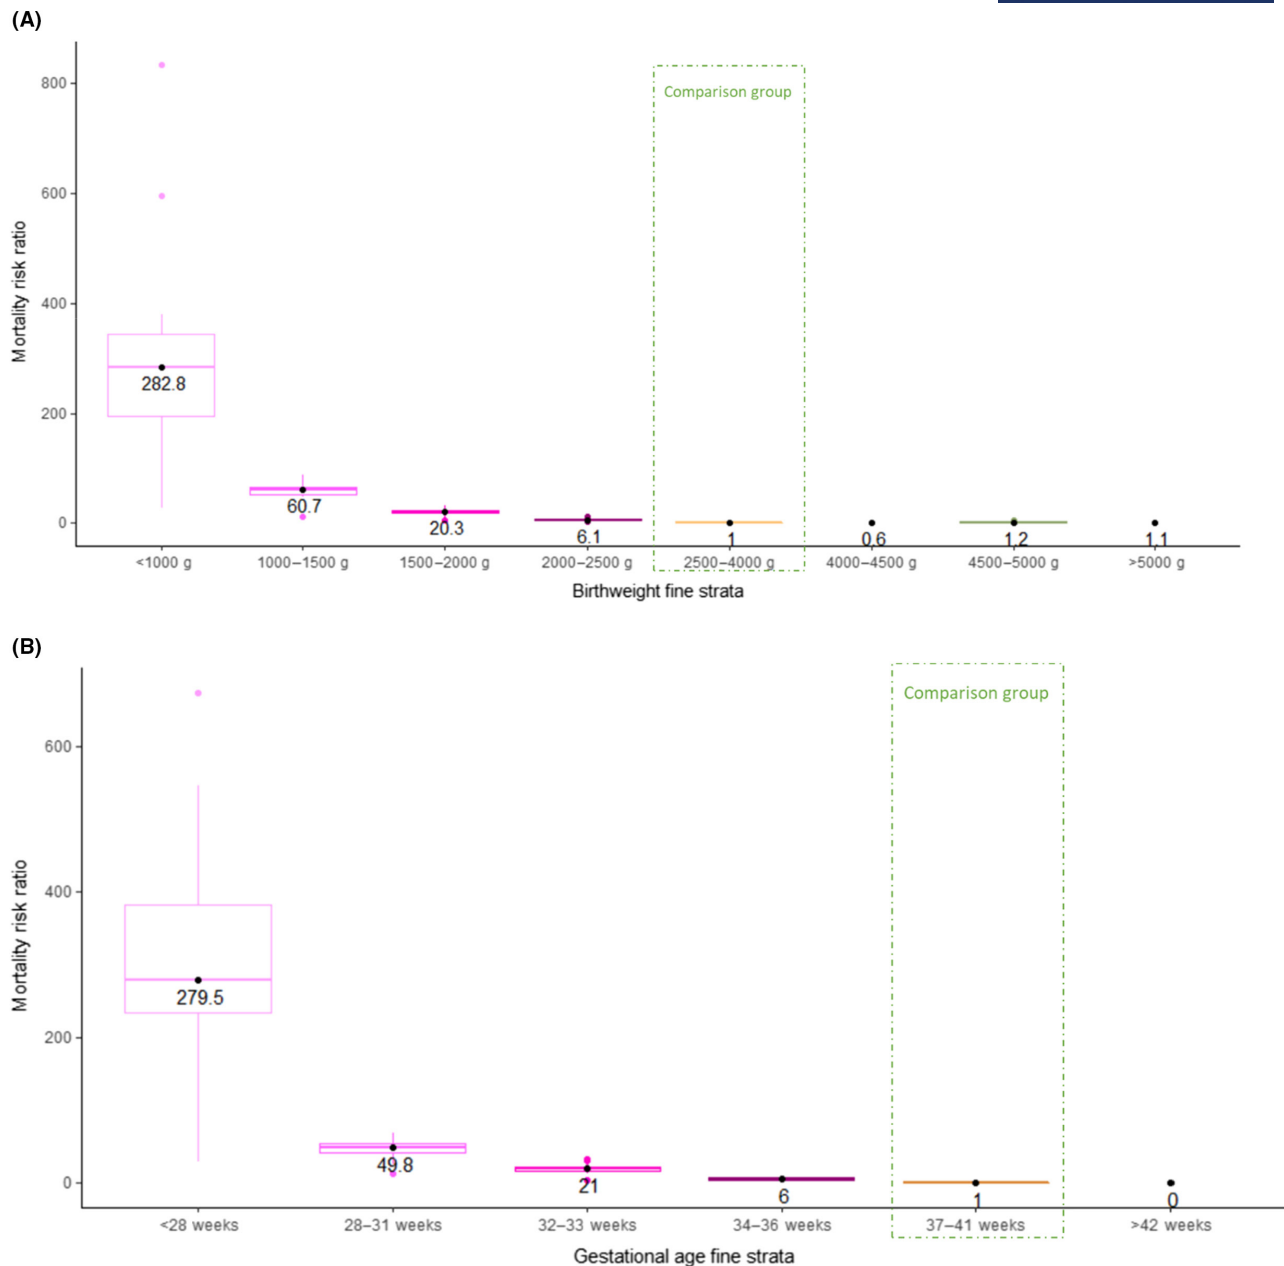 (A)
800
600
400
200
0
Mortality risk ratio
Comparison group
282.8
60.7
20.3
6.1
1
0.6
1.2
1.1
<1000 g
1000–1500 g
1500–2000 g
2000–2500 g
2500–4000 g
4000–4500 g
4500–5000 g
>5000 g
Birthweight fine strata
(B)
600
400
200
0
Mortality risk ratio
Comparison group
279.5
49.8
21
6
1
0
<28 weeks
28–31 weeks
32–33 weeks
34–36 weeks
37–41 weeks
>42 weeks
Gestational age fine strata